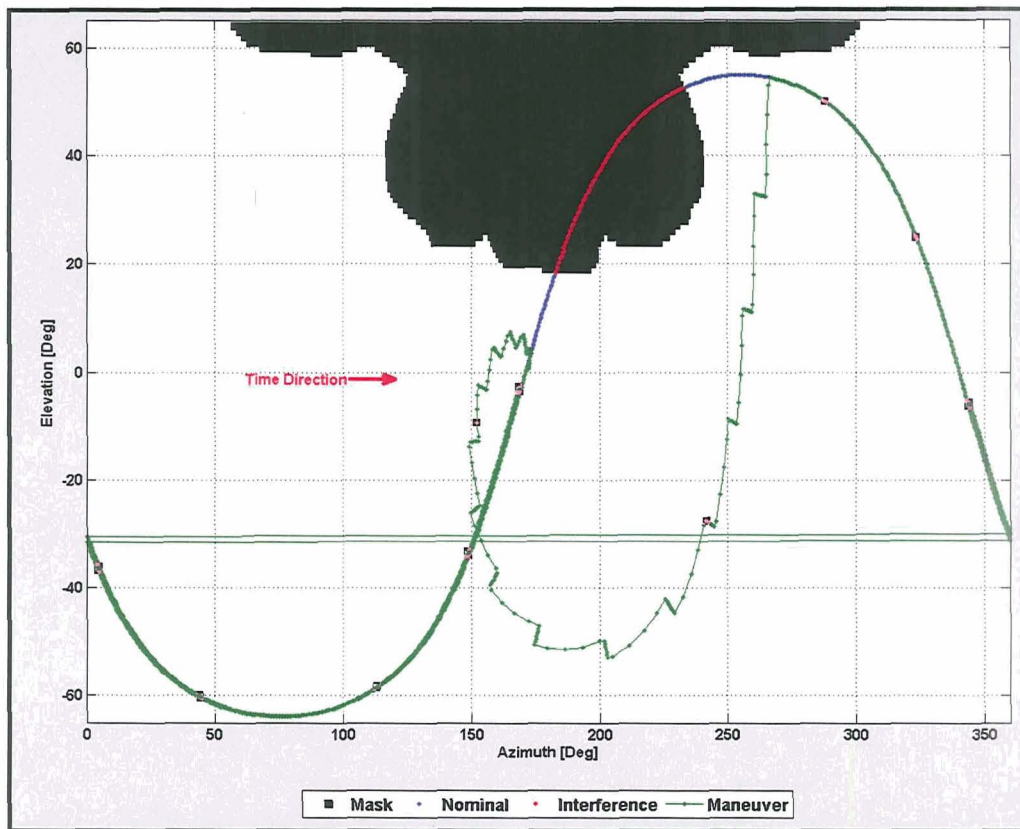 60
40
20
0
-20
-40
-60
Elevation [Deg]
Time Direction
0 50 100 150 200 250 300 350
Azimuth [Deg]
Mask Nominal Interference Maneuver